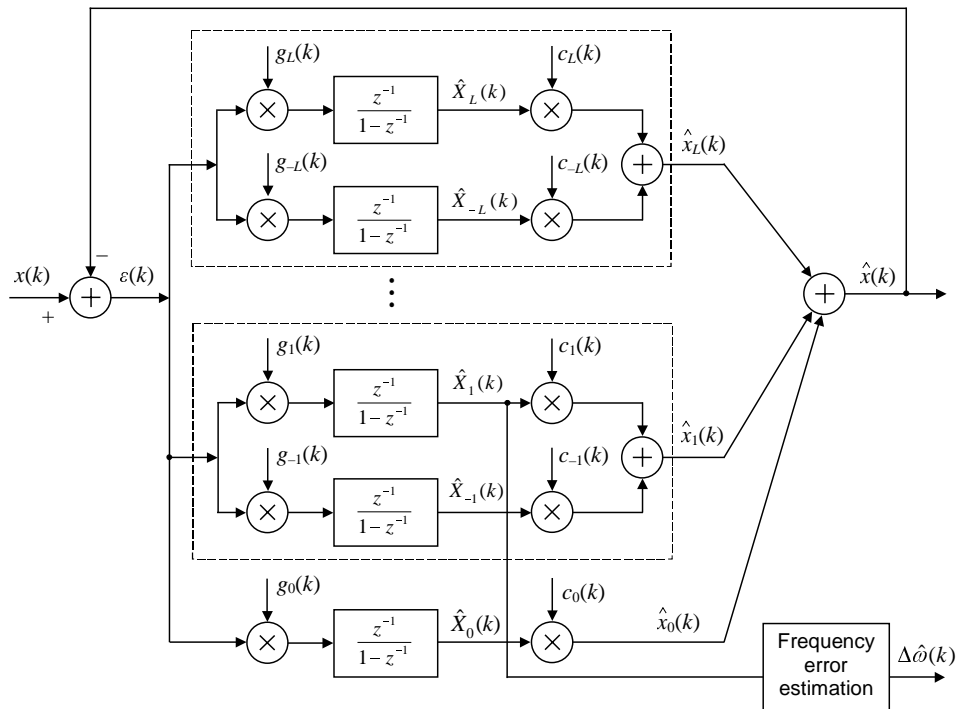 g_L(k) c_L(k)
z⁻¹ / 1 − z⁻¹
X̂_L(k)
x̂_L(k)
g_−L(k) c_−L(k)
z⁻¹ / 1 − z⁻¹
X̂_−L(k)
x(k) ε(k) x̂(k)
−
+
g_1(k) c_1(k)
z⁻¹ / 1 − z⁻¹
X̂_1(k)
x̂_1(k)
g_−1(k) c_−1(k)
z⁻¹ / 1 − z⁻¹
X̂_−1(k)
g_0(k) c_0(k)
z⁻¹ / 1 − z⁻¹
X̂_0(k)
x̂_0(k)
Frequency
error
estimation
Δω̂(k)